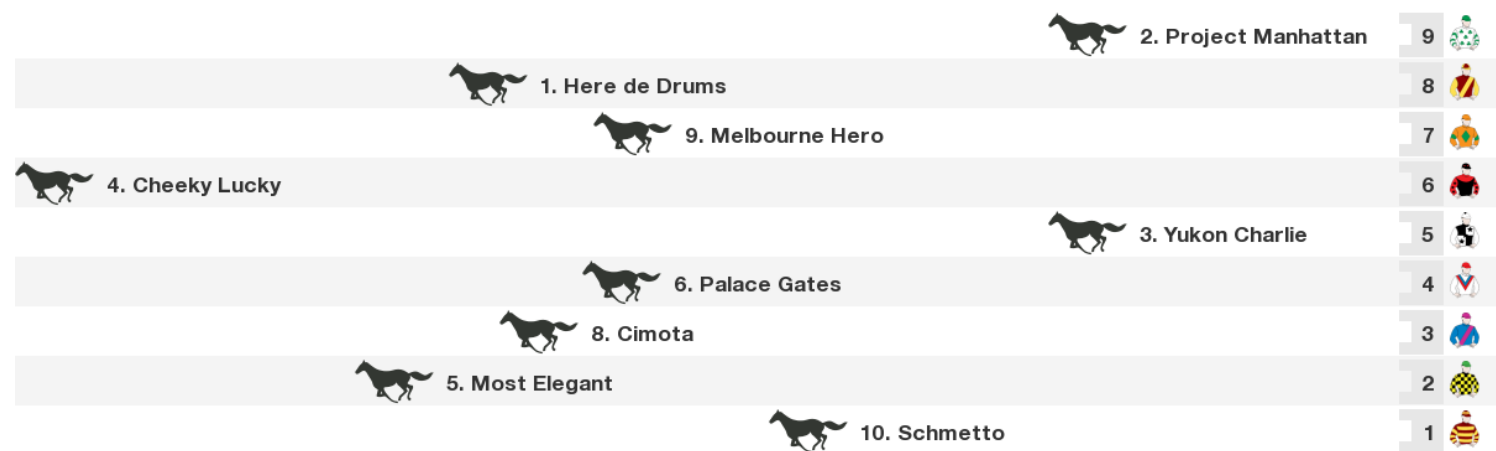 2. Project Manhattan 9
1. Here de Drums 8
9. Melbourne Hero 7
4. Cheeky Lucky 6
3. Yukon Charlie 5
6. Palace Gates 4
8. Cimota 3
5. Most Elegant 2
10. Schmetto 1